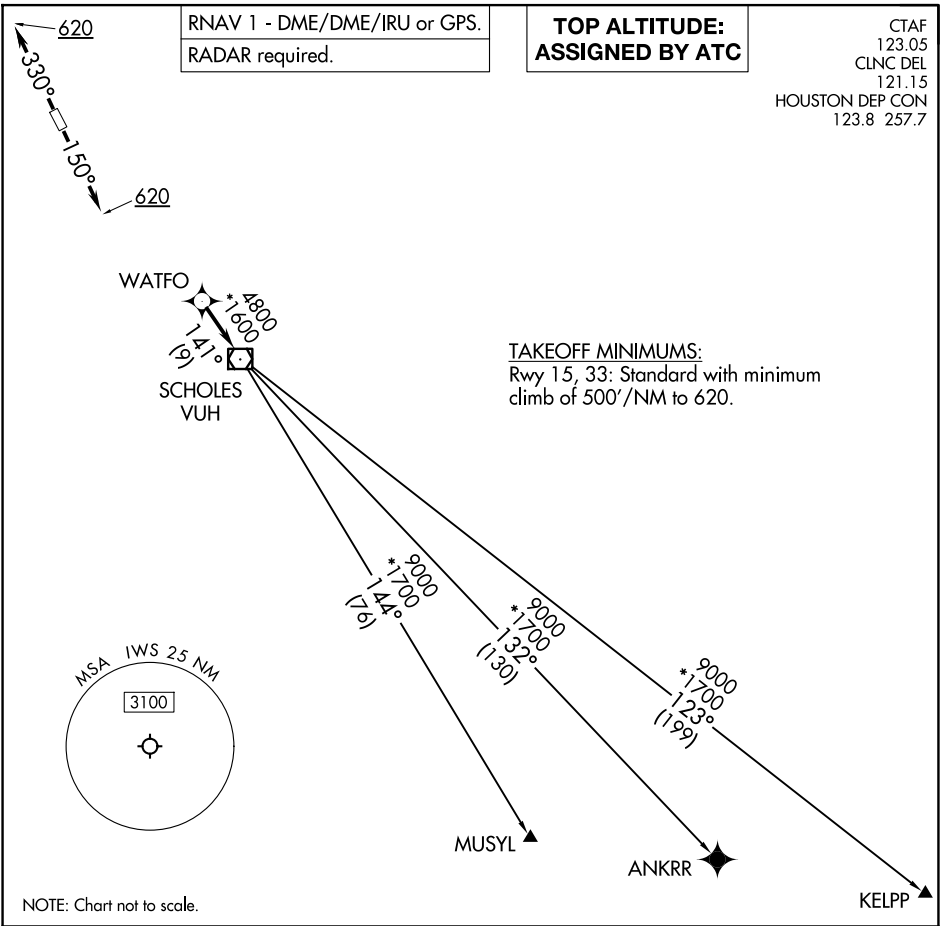 RNAV 1 - DME/DME/IRU or GPS.
RADAR required.
TOP ALTITUDE:
ASSIGNED BY ATC
CTAF
123.05
CLNC DEL
121.15
HOUSTON DEP CON
123.8 257.7
620
330°
150°
620
WATFO
4800
*1600
141°
(9)
SCHOLES
VUH
TAKEOFF MINIMUMS:
Rwy 15, 33: Standard with minimum
climb of 500'/NM to 620.
9000
*1700
144°
(76)
9000
*1700
132°
(130)
9000
*1700
123°
(199)
MSA IWS 25 NM
3100
MUSYL
ANKRR
KELPP
NOTE: Chart not to scale.